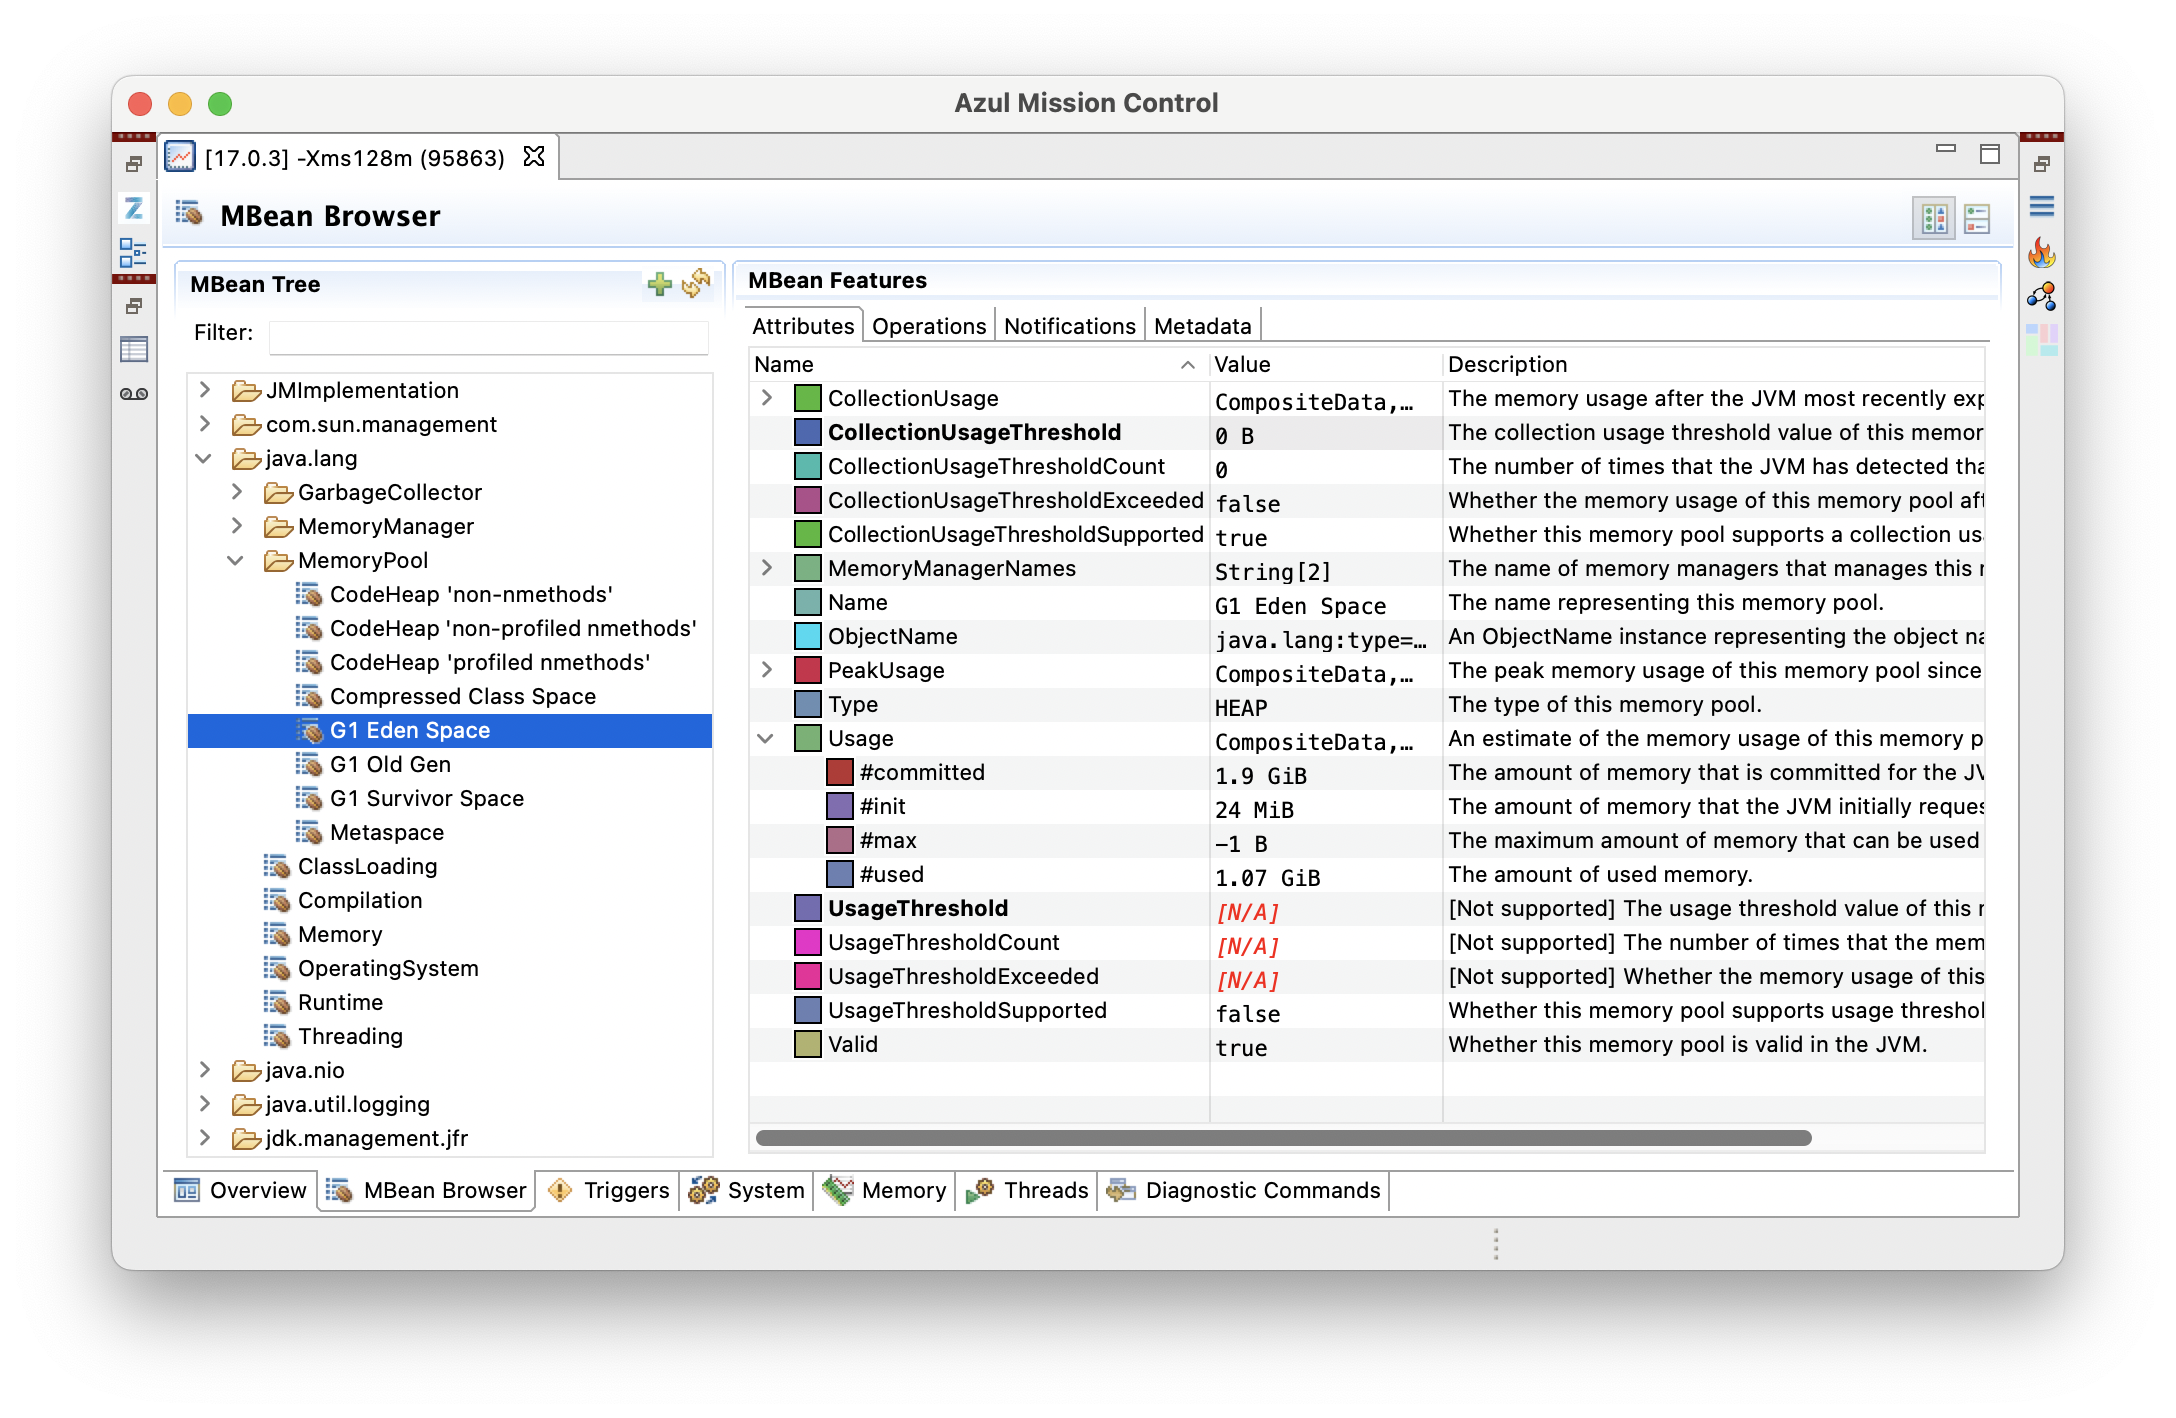 Azul Mission Control
[17.0.3] -Xms128m (95863)
MBean Browser
MBean Tree
Filter:
JMImplementation
com.sun.management
java.lang
GarbageCollector
MemoryManager
MemoryPool
CodeHeap 'non-nmethods'
CodeHeap 'non-profiled nmethods'
CodeHeap 'profiled nmethods'
Compressed Class Space
G1 Eden Space
G1 Old Gen
G1 Survivor Space
Metaspace
ClassLoading
Compilation
Memory
OperatingSystem
Runtime
Threading
java.nio
java.util.logging
jdk.management.jfr
MBean Features
Attributes Operations Notifications Metadata
Name Value Description
CollectionUsage CompositeData,... The memory usage after the JVM most recently exp
CollectionUsageThreshold 0 B The collection usage threshold value of this memor
CollectionUsageThresholdCount 0 The number of times that the JVM has detected tha
CollectionUsageThresholdExceeded false Whether the memory usage of this memory pool aft
CollectionUsageThresholdSupported true Whether this memory pool supports a collection us
MemoryManagerNames String[2] The name of memory managers that manages this
Name G1 Eden Space The name representing this memory pool.
ObjectName java.lang:type=... An ObjectName instance representing the object na
PeakUsage CompositeData,... The peak memory usage of this memory pool since
Type HEAP The type of this memory pool.
Usage CompositeData,... An estimate of the memory usage of this memory p
#committed 1.9 GiB The amount of memory that is committed for the JV
#init 24 MiB The amount of memory that the JVM initially reques
#max −1 B The maximum amount of memory that can be used
#used 1.07 GiB The amount of used memory.
UsageThreshold [N/A] [Not supported] The usage threshold value of this
UsageThresholdCount [N/A] [Not supported] The number of times that the mem
UsageThresholdExceeded [N/A] [Not supported] Whether the memory usage of this
UsageThresholdSupported false Whether this memory pool supports usage threshol
Valid true Whether this memory pool is valid in the JVM.
Overview MBean Browser Triggers System Memory Threads Diagnostic Commands